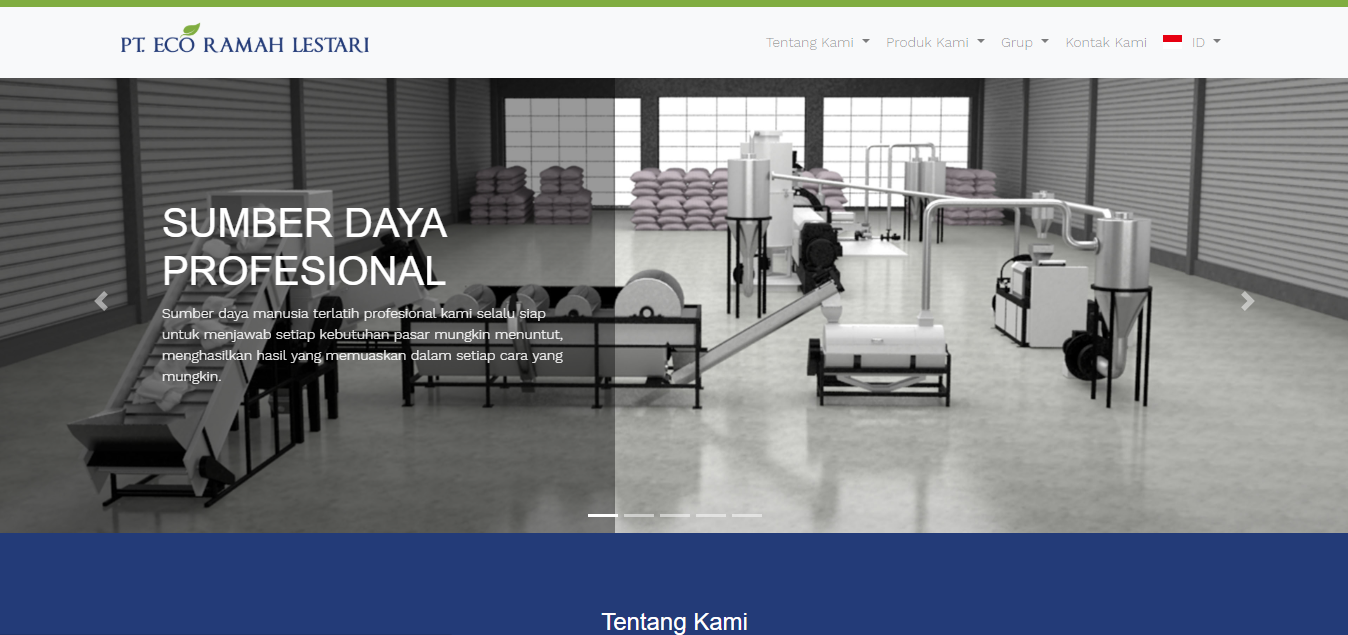 PT. ECO RAMAH LESTARI
Tentang Kami
Produk Kami
Grup
Kontak Kami
ID
SUMBER DAYA
PROFESIONAL
Sumber daya manusia terlatih profesional kami selalu siap
untuk menjawab setiap kebutuhan pasar mungkin menuntut,
menghasilkan hasil yang memuaskan dalam setiap cara yang
mungkin.
Tentang Kami